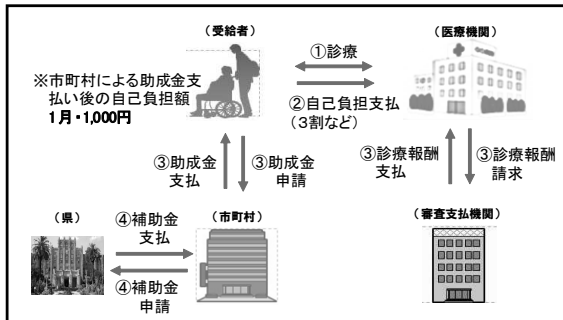 （受給者）
（医療機関）
①診療
※市町村による助成金支
払い後の自己負担額
1月・1,000円
②自己負担支払
（3割など）
③助成金
支払
③助成金
申請
③診療報酬
支払
③診療報酬
請求
（県）
④補助金
支払
（市町村）
（審査支払機関）
④補助金
申請